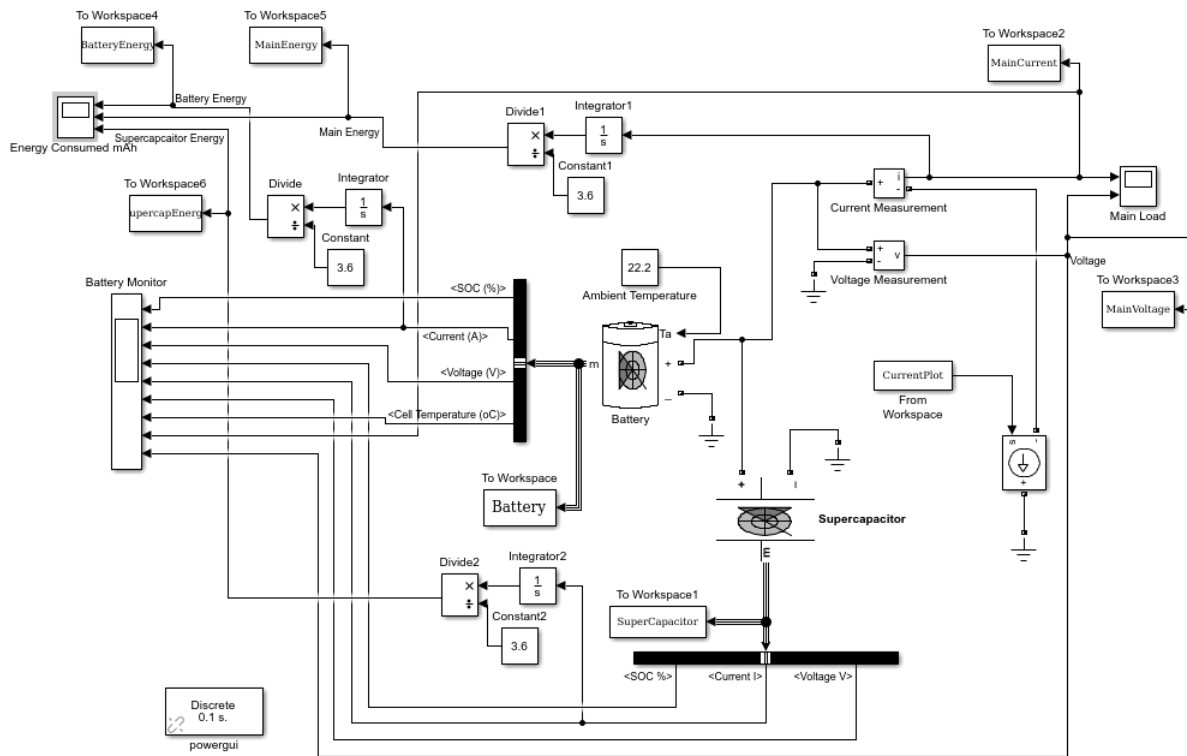 To Workspace4
BatteryEnergy
To Workspace5
MainEnergy
To Workspace2
MainCurrent
Battery Energy
Main Energy
Supercapcaitor Energy
Energy Consumed mAh
Divide1
×
÷
Integrator1
1
s
Constant1
3.6
To Workspace6
upercapEnerg
Divide
×
÷
Integrator
1
s
Constant
3.6
+
i
-
Current Measurement
Main Load
+
-
v
Voltage Measurement
Voltage
To Workspace3
MainVoltage
22.2
Ambient Temperature
Battery Monitor
<SOC (%)>
<Current (A)>
<Voltage (V)>
<Cell Temperature (oC)>
Ta
m
+
_
Battery
CurrentPlot
From
Workspace
s
-
+
To Workspace
Battery
+
-
Supercapacitor
m
Divide2
×
÷
Integrator2
1
s
Constant2
3.6
To Workspace1
SuperCapacitor
<SOC %>
<Current I>
<Voltage V>
Discrete
0.1 s.
powergui